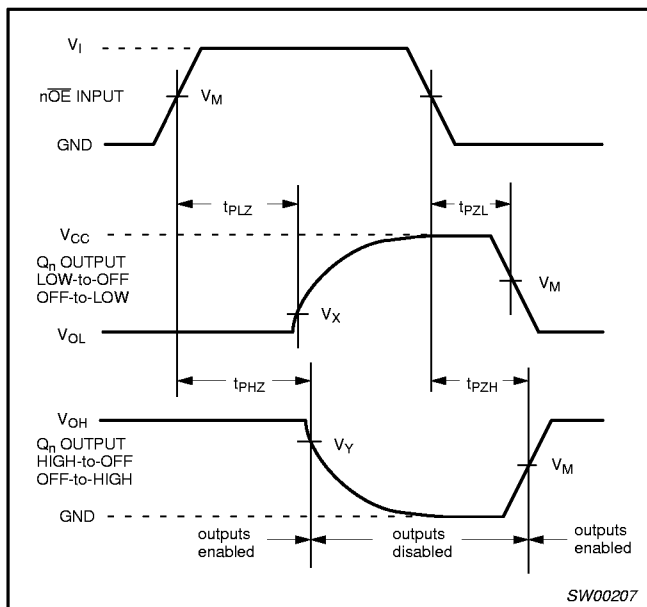 V_I
nOE INPUT
V_M
GND
t_PLZ
t_PZL
V_CC
Q_n OUTPUT
LOW-to-OFF
OFF-to-LOW
V_M
V_X
V_OL
t_PHZ
t_PZH
V_OH
Q_n OUTPUT
HIGH-to-OFF
OFF-to-HIGH
V_Y
V_M
GND
outputs
enabled
outputs
disabled
outputs
enabled
SW00207